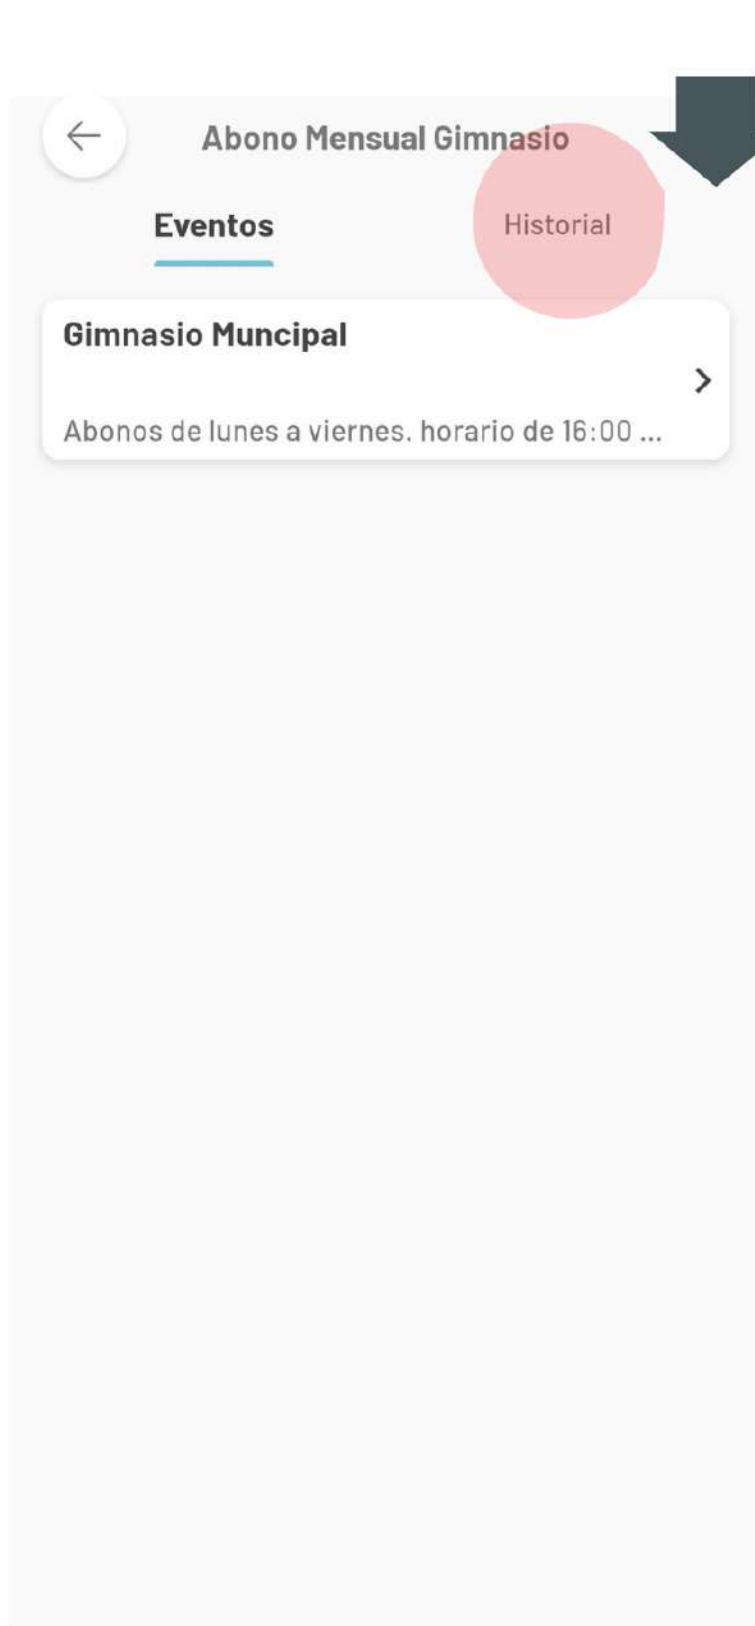 Abono Mensual Gimnasio
Eventos Historial
Gimnasio Muncipal
Abonos de lunes a viernes. horario de 16:00 ...